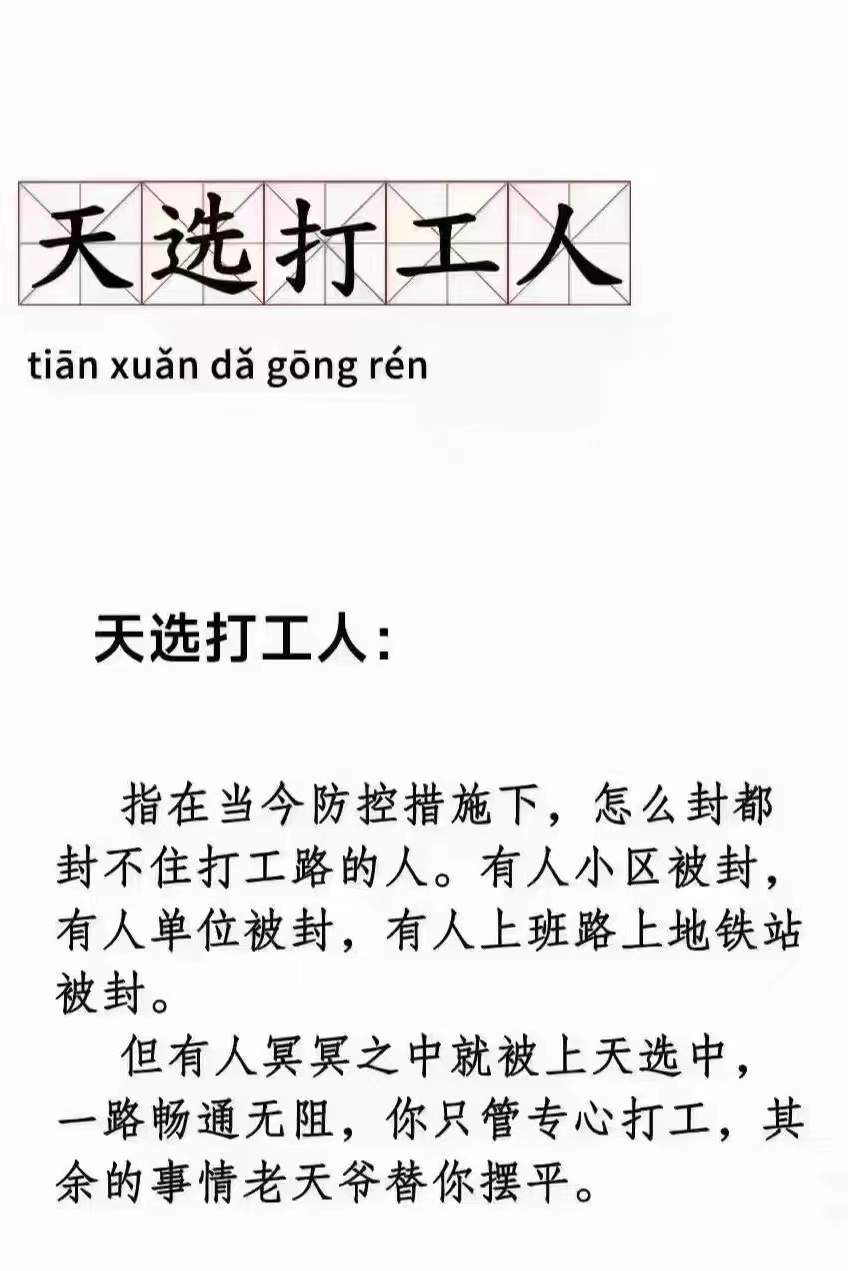 天选打工人
tiān xuǎn dǎ gōng rén
天选打工人：
指在当今防控措施下，怎么封都
封不住打工路的人。有人小区被封，
有人单位被封，有人上班路上地铁站
被封。
但有人冥冥之中就被上天选中，
一路畅通无阻，你只管专心打工，其
余的事情老天爷替你摆平。